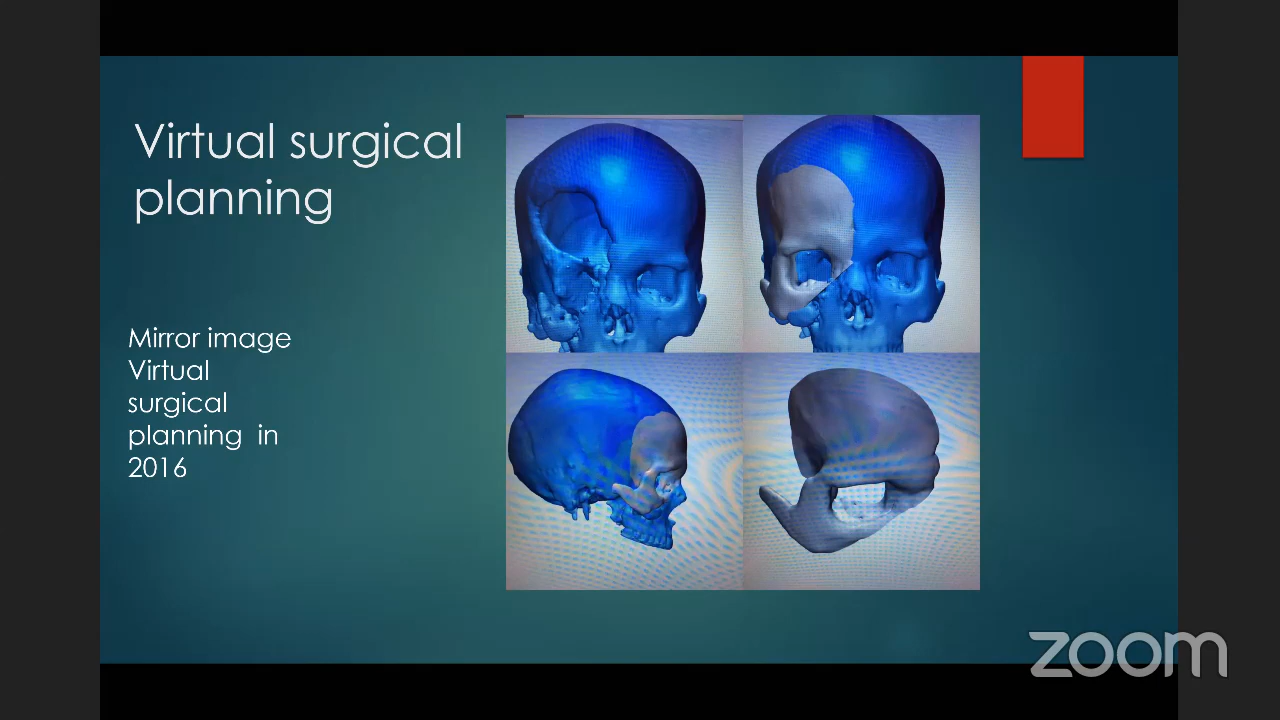 Virtual surgical
planning
Mirror image
Virtual
surgical
planning in
2016
zoom